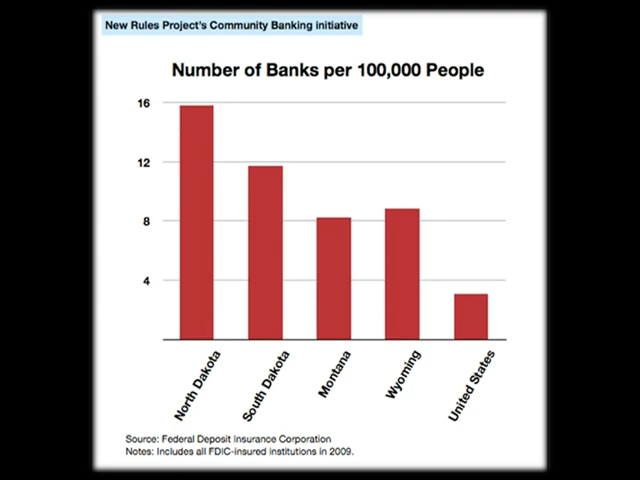 New Rules Project's Community Banking initiative
Number of Banks per 100,000 People
16
12
8
4
North Dakota
South Dakota
Montana
Wyoming
United States
Source: Federal Deposit Insurance Corporation
Notes: Includes all FDIC-insured institutions in 2009.